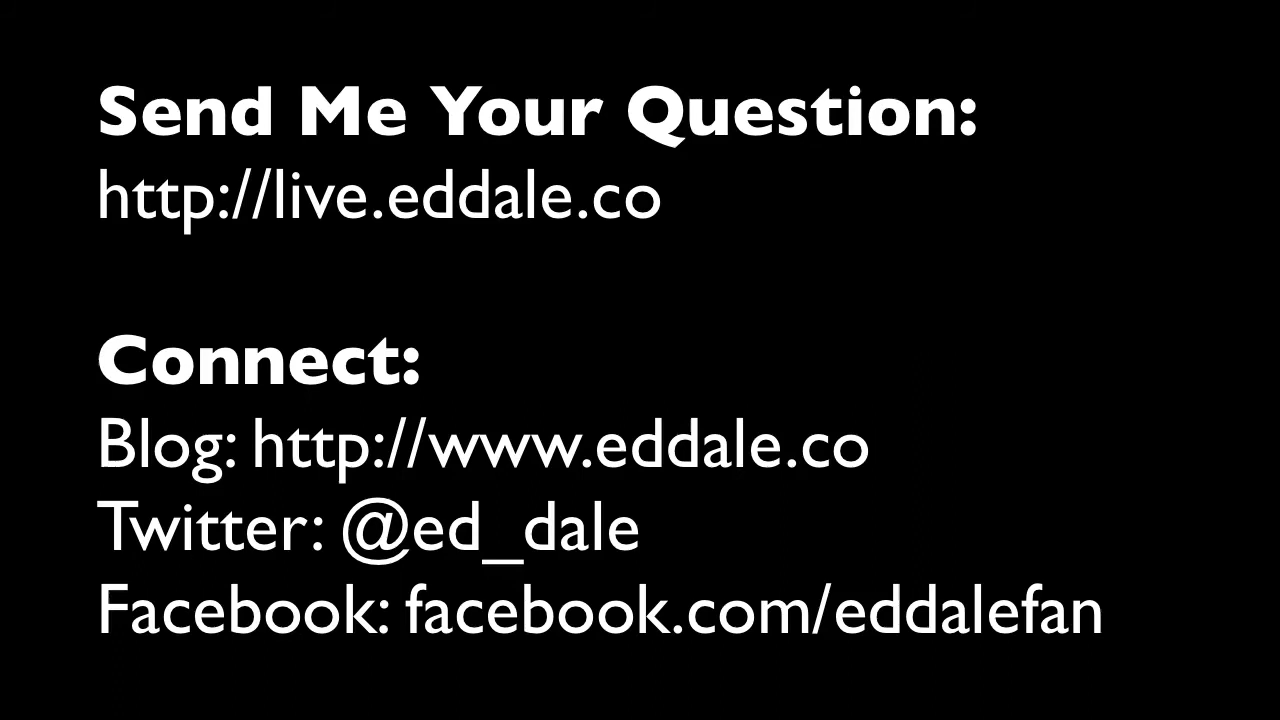 Send Me Your Question:
http://live.eddale.co
Connect:
Blog: http://www.eddale.co
Twitter: @ed_dale
Facebook: facebook.com/eddalefan